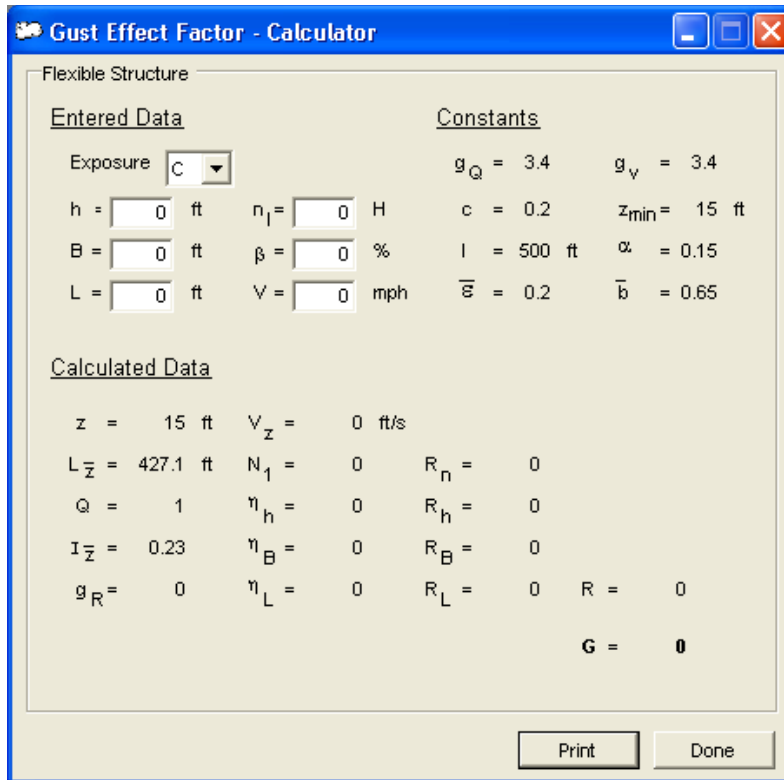 Gust Effect Factor - Calculator
Flexible Structure
Entered Data
Constants
Exposure C
g_Q = 3.4 g_v = 3.4
h = 0 ft n_1 = 0 H c = 0.2 z_min = 15 ft
B = 0 ft β = 0 % l = 500 ft α = 0.15
L = 0 ft V = 0 mph ε̅ = 0.2 b̅ = 0.65
Calculated Data
z = 15 ft V_z = 0 ft/s
L_z̅ = 427.1 ft N_1 = 0 R_n = 0
Q = 1 η_h = 0 R_h = 0
I_z̅ = 0.23 η_B = 0 R_B = 0
g_R = 0 η_L = 0 R_L = 0 R = 0
G = 0
Print Done